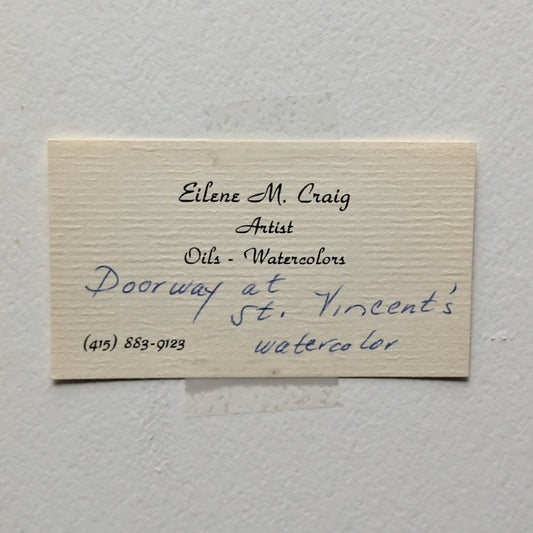 Eilene M. Craig
Artist
Oils - Watercolors
Doorway at
St. Vincent's
(415) 883-9123
watercolor